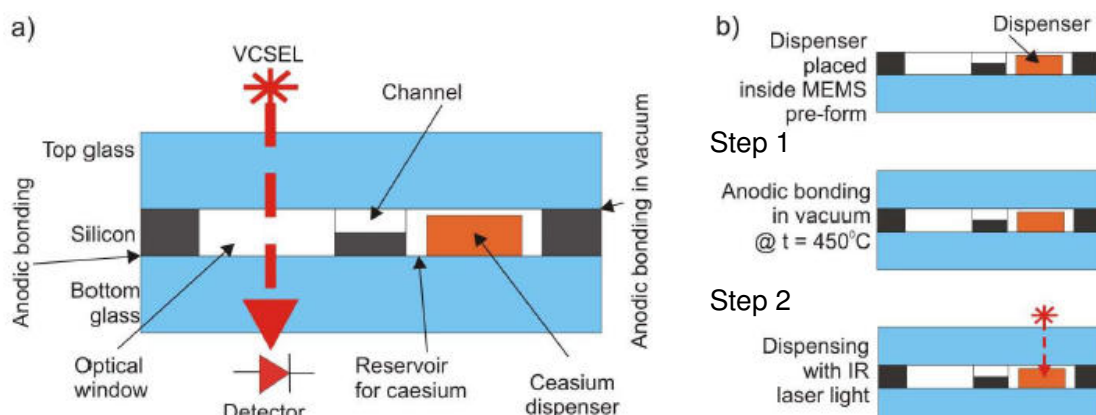 a)
VCSEL
Channel
Top glass
Anodic bonding
Silicon
Bottom
glass
Optical
window
Detector
Reservoir
for caesium
Ceasium
dispenser
Anodic bonding in vacuum
b)
Dispenser
Dispenser
placed
inside MEMS
pre-form
Step 1
Anodic bonding
in vacuum
@ t = 450⁰C
Step 2
Dispensing
with IR
laser light